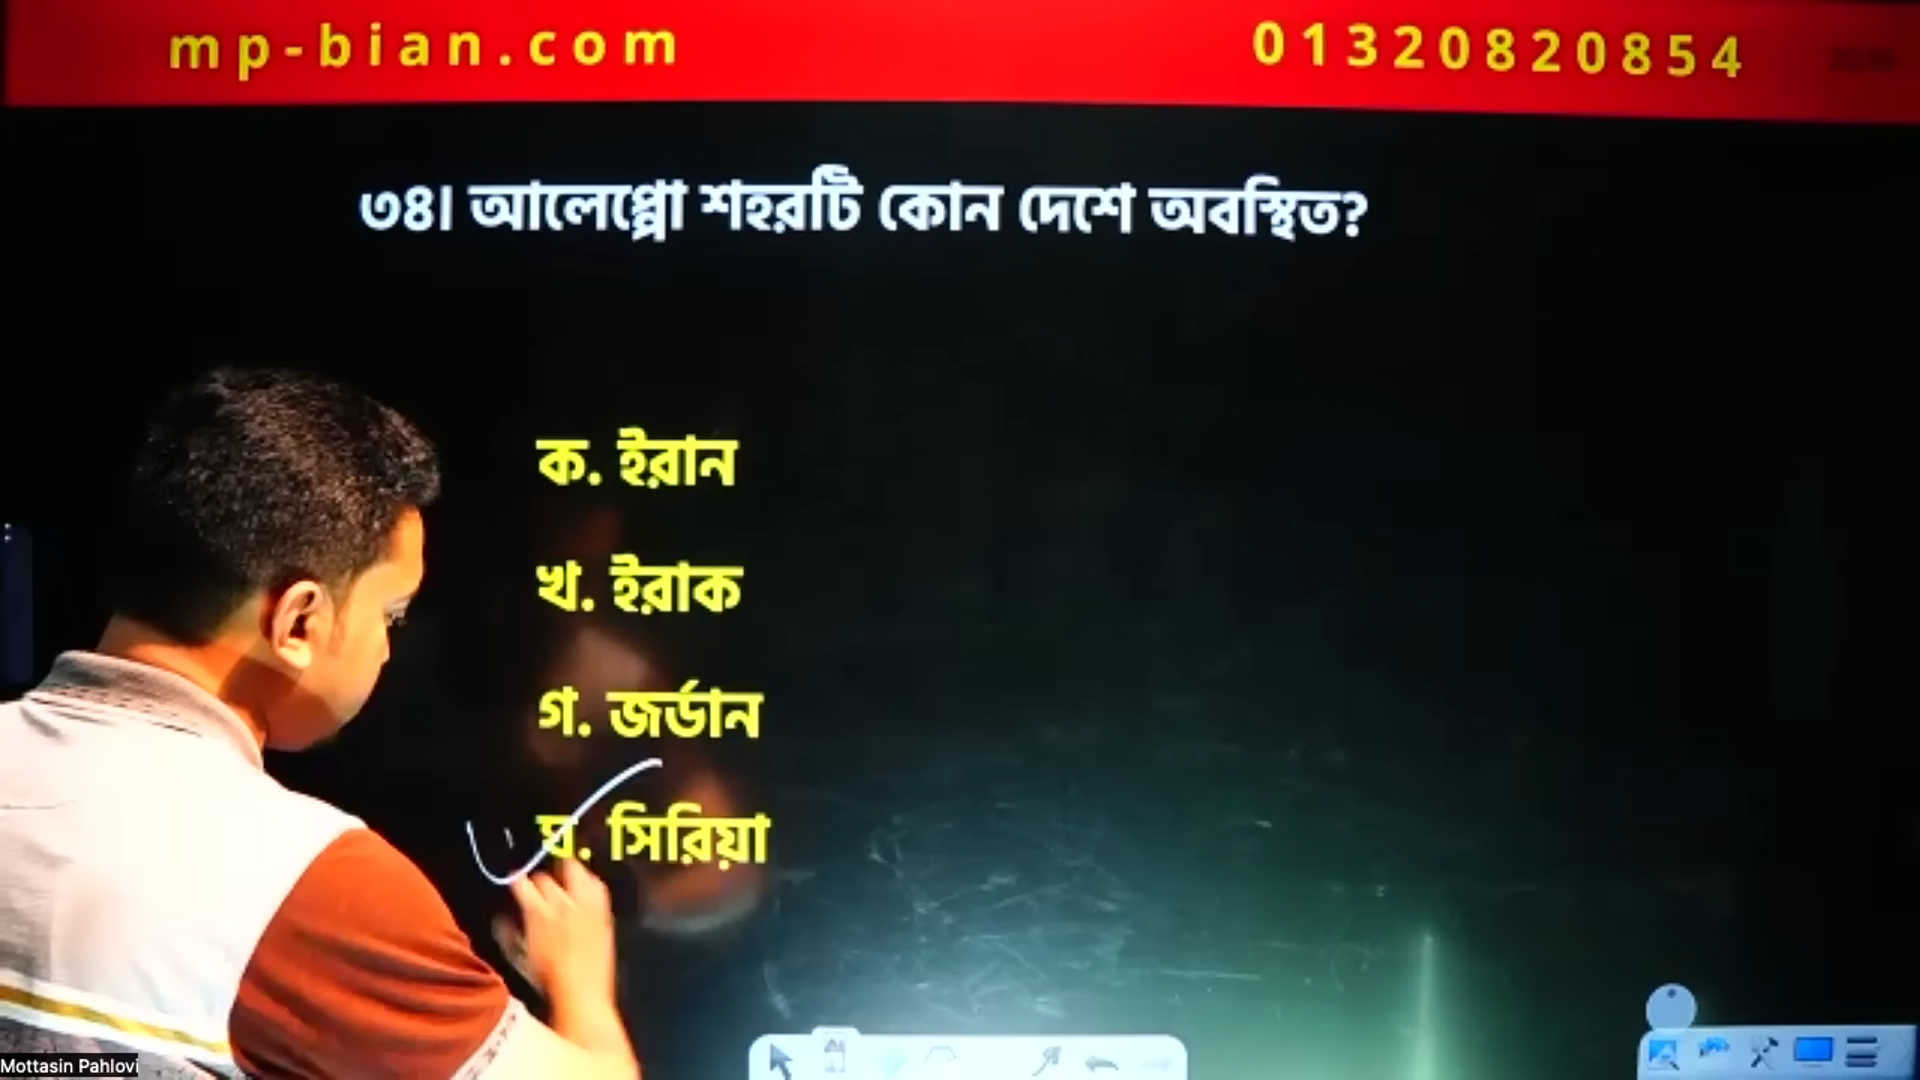 mp-bian.com
01320820854
৩৪। আলেপ্পো শহরটি কোন দেশে অবস্থিত?
ক. ইরান
খ. ইরাক
গ. জর্ডান
ঘ. সিরিয়া
Mottasin Pahlovi